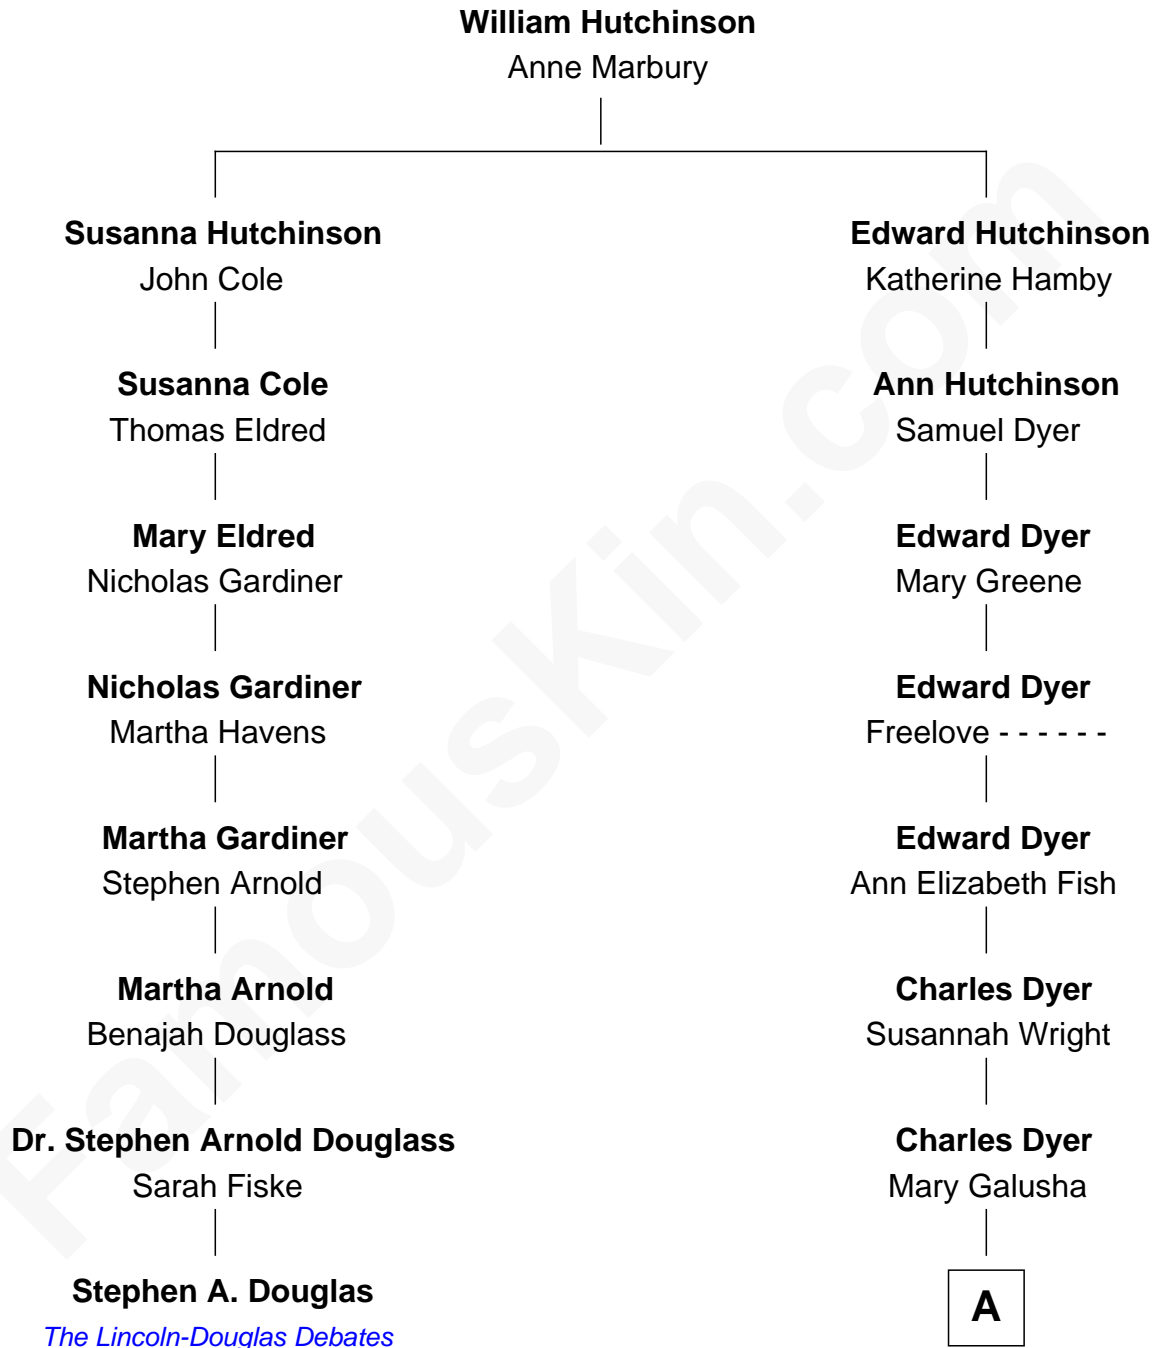 William Hutchinson
Anne Marbury
Susanna Hutchinson
John Cole
Edward Hutchinson
Katherine Hamby
Susanna Cole
Thomas Eldred
Ann Hutchinson
Samuel Dyer
Mary Eldred
Nicholas Gardiner
Edward Dyer
Mary Greene
Nicholas Gardiner
Martha Havens
Edward Dyer
Freelove - - - - - -
Martha Gardiner
Stephen Arnold
Edward Dyer
Ann Elizabeth Fish
Martha Arnold
Benajah Douglass
Charles Dyer
Susannah Wright
Dr. Stephen Arnold Douglass
Sarah Fiske
Charles Dyer
Mary Galusha
Stephen A. Douglas
The Lincoln-Douglas Debates
A
FamousKin.com